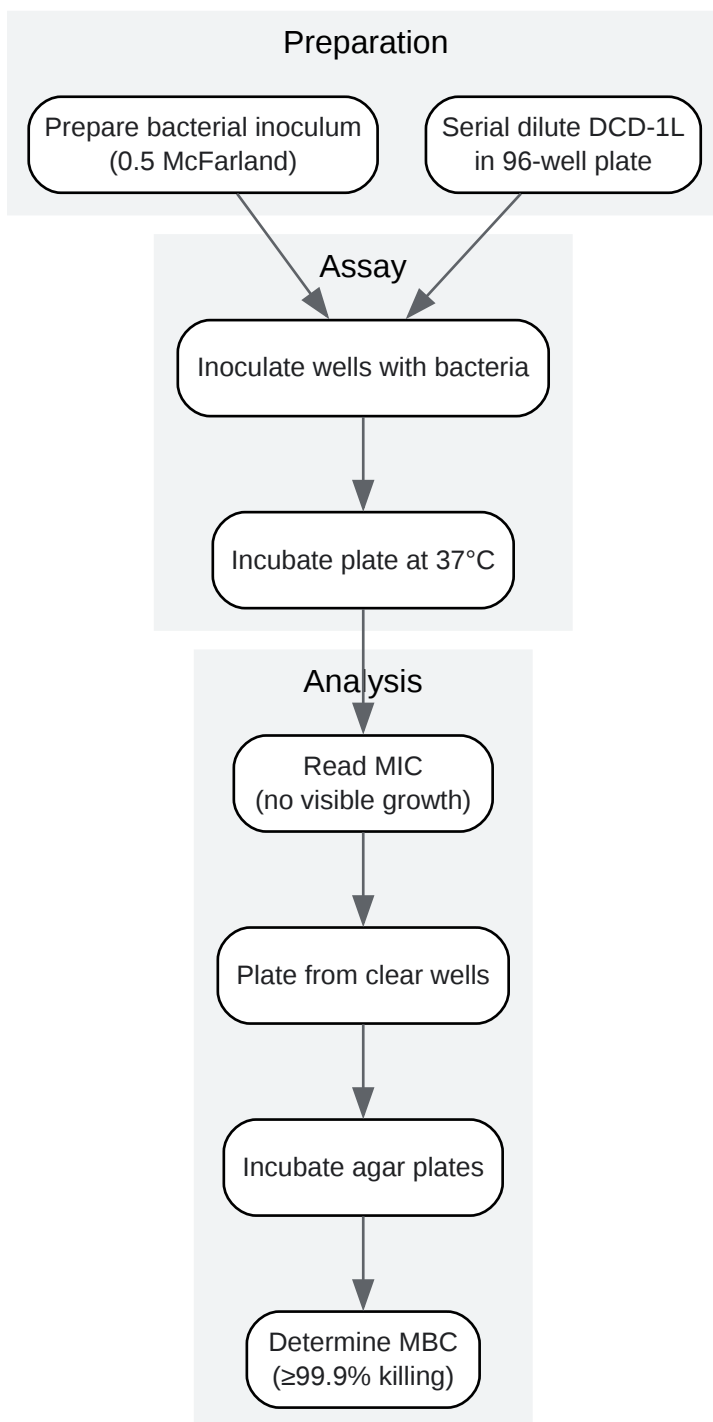 Preparation
Prepare bacterial inoculum
(0.5 McFarland)
Serial dilute DCD-1L
in 96-well plate
Assay
Inoculate wells with bacteria
Incubate plate at 37°C
Analysis
Read MIC
(no visible growth)
Plate from clear wells
Incubate agar plates
Determine MBC
(≥99.9% killing)